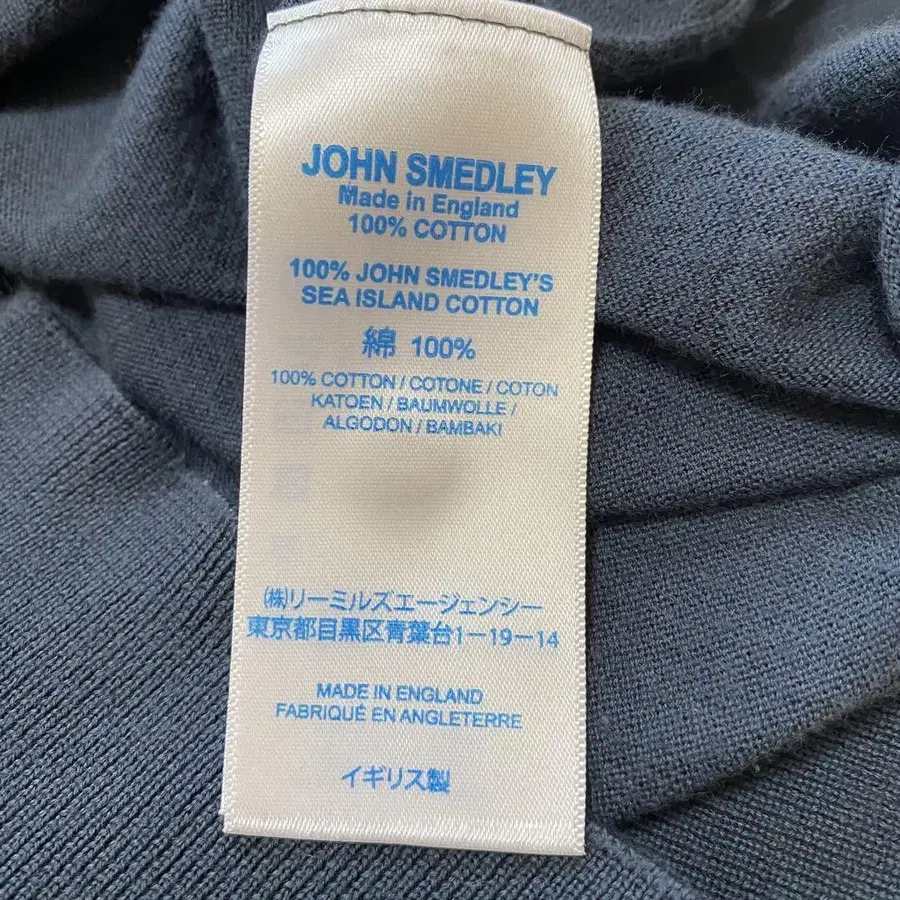 JOHN SMEDLEY
Made in England
100% COTTON
100% JOHN SMEDLEY'S
SEA ISLAND COTTON
綿 100%
100% COTTON / COTONE / COTON
KATOEN / BAUMWOLLE /
ALGODON / BAMBAKI
㈱リーミルズエージェンシー
東京都目黒区青葉台1-19-14
MADE IN ENGLAND
FABRIQUÉ EN ANGLETERRE
イギリス製